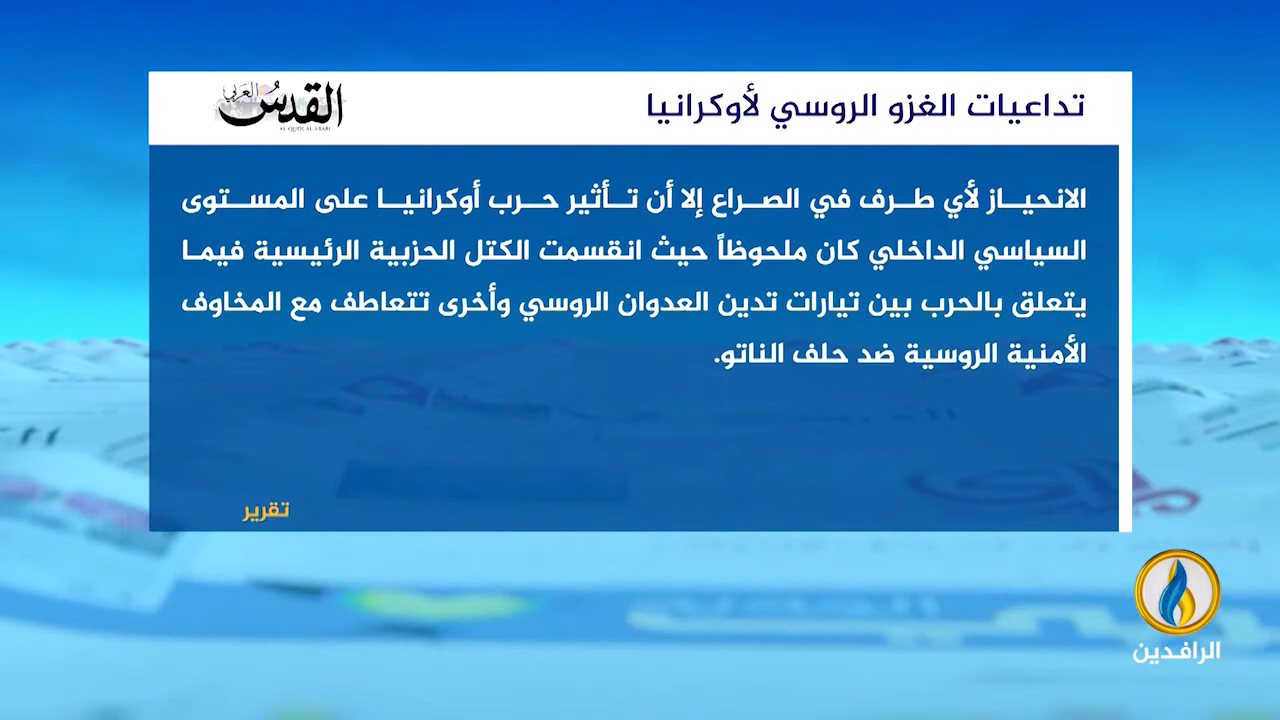 تداعيات الغزو الروسي لأوكرانيا
القدس العربي
AL-QUDS AL-ARABI
الانحياز لأي طرف في الصراع إلا أن تأثير حرب أوكرانيا على المستوى
السياسي الداخلي كان ملحوظاً حيث انقسمت الكتل الحزبية الرئيسية فيما
يتعلق بالحرب بين تيارات تدين العدوان الروسي وأخرى تتعاطف مع المخاوف
الأمنية الروسية ضد حلف الناتو.
تقرير
الرافدين